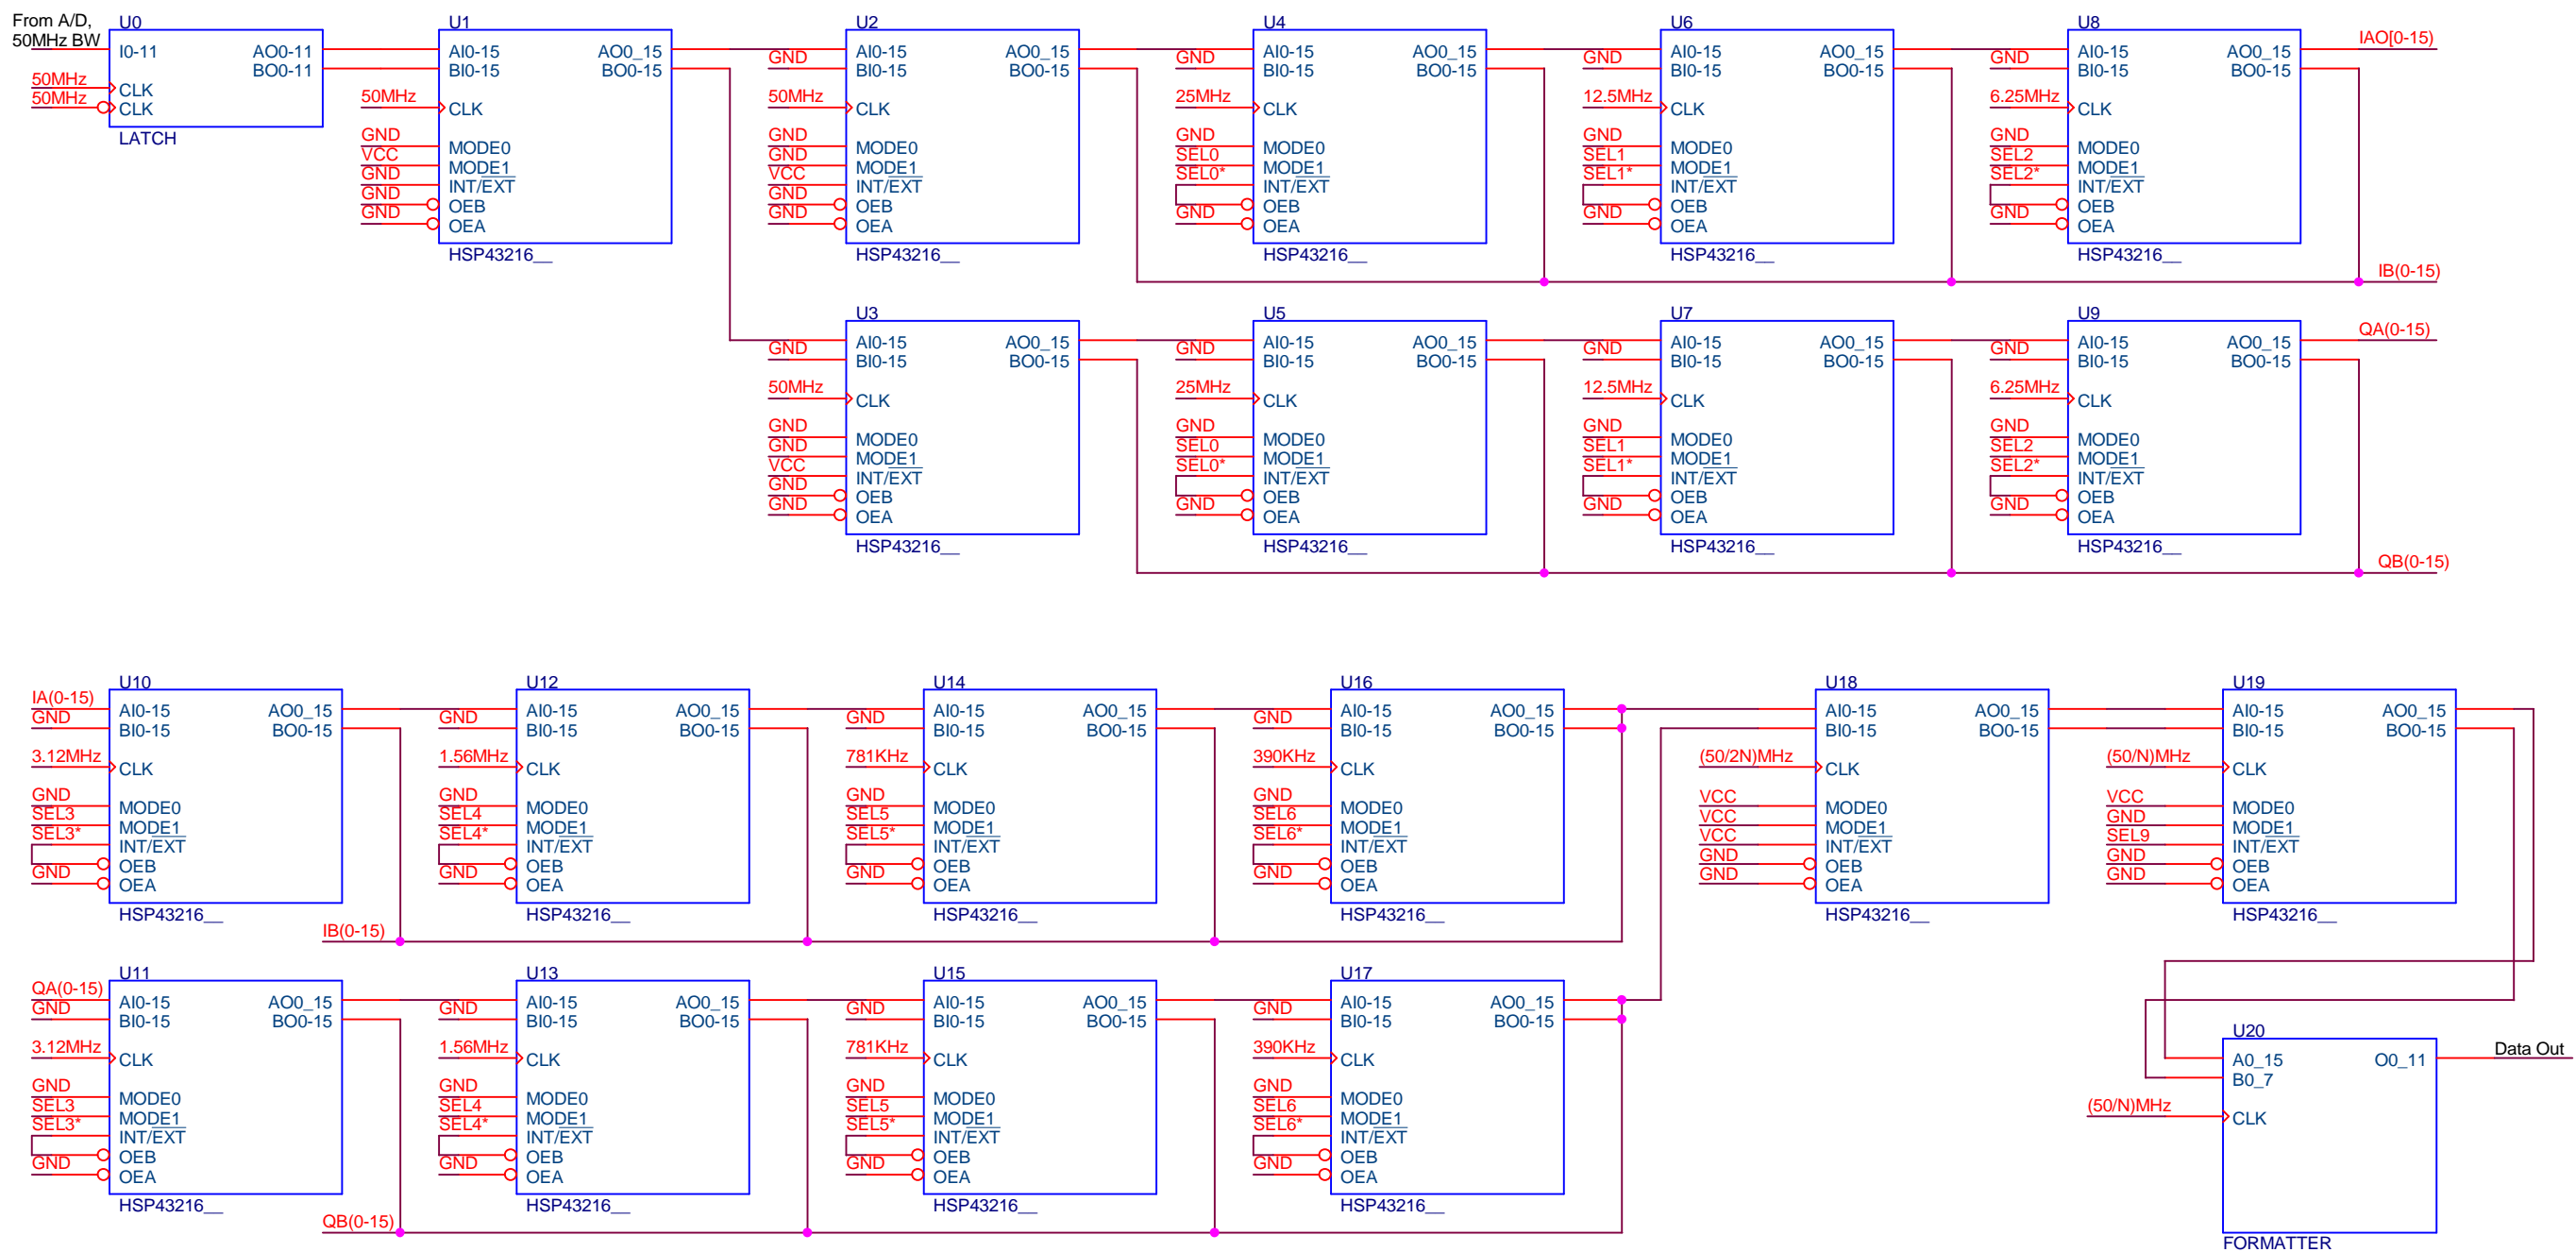 From A/D,
50MHz BW
U0
I0-11 AO0-11
BO0-11
50MHz
CLK
50MHz
CLK
LATCH
U1
AI0-15 AO0_15
BI0-15 BO0-15
50MHz
CLK
GND
MODE0
VCC
MODE1
GND
INT/EXT
GND
OEB
GND
OEA
HSP43216__
U2
AI0-15 AO0_15
GND
BI0-15 BO0-15
50MHz
CLK
GND
MODE0
GND
MODE1
VCC
INT/EXT
GND
OEB
GND
OEA
HSP43216__
U4
AI0-15 AO0_15
GND
BI0-15 BO0-15
25MHz
CLK
GND
MODE0
SEL0
MODE1
SEL0*
INT/EXT
OEB
GND
OEA
HSP43216__
U6
AI0-15 AO0_15
GND
BI0-15 BO0-15
12.5MHz
CLK
GND
MODE0
SEL1
MODE1
SEL1*
INT/EXT
OEB
GND
OEA
HSP43216__
U8
AI0-15 AO0_15
GND
BI0-15 BO0-15
6.25MHz
CLK
GND
MODE0
SEL2
MODE1
SEL2*
INT/EXT
OEB
GND
OEA
HSP43216__
IAO[0-15)
IB(0-15)
U3
AI0-15 AO0_15
GND
BI0-15 BO0-15
50MHz
CLK
GND
MODE0
GND
MODE1
VCC
INT/EXT
GND
OEB
GND
OEA
HSP43216__
U5
AI0-15 AO0_15
GND
BI0-15 BO0-15
25MHz
CLK
GND
MODE0
SEL0
MODE1
SEL0*
INT/EXT
OEB
GND
OEA
HSP43216__
U7
AI0-15 AO0_15
GND
BI0-15 BO0-15
12.5MHz
CLK
GND
MODE0
SEL1
MODE1
SEL1*
INT/EXT
OEB
GND
OEA
HSP43216__
U9
AI0-15 AO0_15
GND
BI0-15 BO0-15
6.25MHz
CLK
GND
MODE0
SEL2
MODE1
SEL2*
INT/EXT
OEB
GND
OEA
HSP43216__
QA(0-15)
QB(0-15)
U10
IA(0-15)
AI0-15 AO0_15
GND
BI0-15 BO0-15
3.12MHz
CLK
GND
MODE0
SEL3
MODE1
SEL3*
INT/EXT
OEB
GND
OEA
HSP43216__
IB(0-15)
U12
AI0-15 AO0_15
GND
BI0-15 BO0-15
1.56MHz
CLK
GND
MODE0
SEL4
MODE1
SEL4*
INT/EXT
OEB
GND
OEA
HSP43216__
U14
AI0-15 AO0_15
GND
BI0-15 BO0-15
781KHz
CLK
GND
MODE0
SEL5
MODE1
SEL5*
INT/EXT
OEB
GND
OEA
HSP43216__
U16
AI0-15 AO0_15
GND
BI0-15 BO0-15
390KHz
CLK
GND
MODE0
SEL6
MODE1
SEL6*
INT/EXT
OEB
GND
OEA
HSP43216__
U18
AI0-15 AO0_15
BI0-15 BO0-15
(50/2N)MHz
CLK
VCC
MODE0
VCC
MODE1
VCC
INT/EXT
GND
OEB
GND
OEA
HSP43216__
U19
AI0-15 AO0_15
BI0-15 BO0-15
(50/N)MHz
CLK
VCC
MODE0
GND
MODE1
SEL9
INT/EXT
GND
OEB
GND
OEA
HSP43216__
U11
QA(0-15)
AI0-15 AO0_15
GND
BI0-15 BO0-15
3.12MHz
CLK
GND
MODE0
SEL3
MODE1
SEL3*
INT/EXT
OEB
GND
OEA
HSP43216__
QB(0-15)
U13
AI0-15 AO0_15
GND
BI0-15 BO0-15
1.56MHz
CLK
GND
MODE0
SEL4
MODE1
SEL4*
INT/EXT
OEB
GND
OEA
HSP43216__
U15
AI0-15 AO0_15
GND
BI0-15 BO0-15
781KHz
CLK
GND
MODE0
SEL5
MODE1
SEL5*
INT/EXT
OEB
GND
OEA
HSP43216__
U17
AI0-15 AO0_15
GND
BI0-15 BO0-15
390KHz
CLK
GND
MODE0
SEL6
MODE1
SEL6*
INT/EXT
OEB
GND
OEA
HSP43216__
U20
A0_15 O0_11
B0_7
(50/N)MHz
CLK
Data Out
FORMATTER